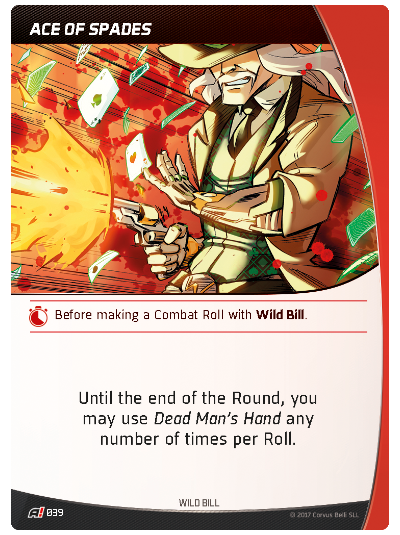 ACE OF SPADES
Before making a Combat Roll with Wild Bill.
Until the end of the Round, you
may use Dead Man's Hand any
number of times per Roll.
WILD BILL
A! 039
© 2017 Corvus Belli SLL